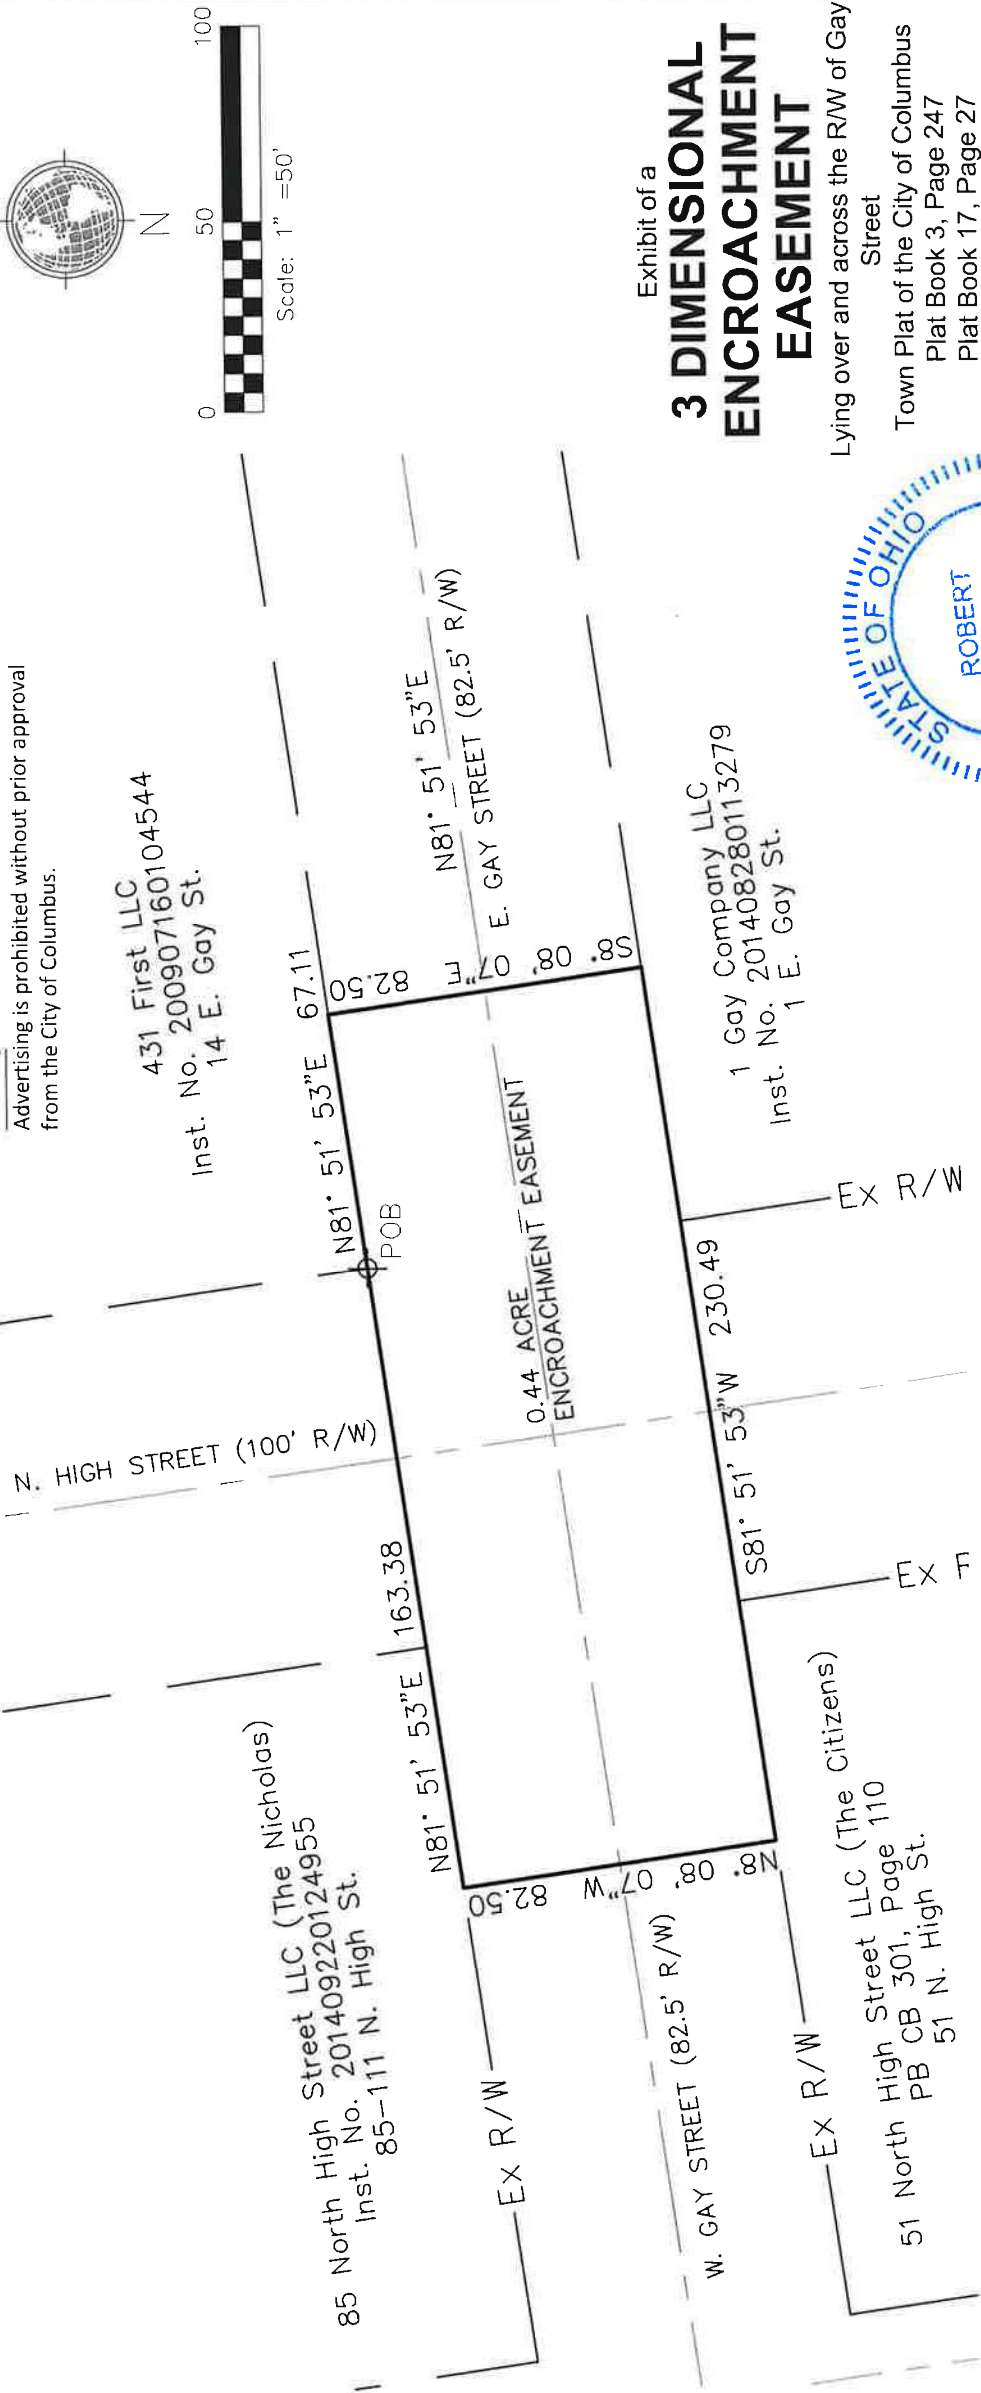 Advertising is prohibited without prior approval
from the City of Columbus.
N
0 50 100
Scale: 1" =50'
431 First LLC
Inst. No. 200907160104544
14 E. Gay St.
N. HIGH STREET (100' R/W)
85 North High Street LLC (The Nicholas)
Inst. No. 201409220124955
85-111 N. High St.
N81° 51' 53"E 163.38
POB
N81° 51' 53"E 67.11
S8° 08' 07"E 82.50
N81° 51' 53"E
E. GAY STREET (82.5' R/W)
0.44 ACRE
ENCROACHMENT EASEMENT
N8° 08' 07"W 82.50
Ex R/W
W. GAY STREET (82.5' R/W)
Ex R/W
S81° 51' 53"W 230.49
Ex R/W
Ex
51 North High Street LLC (The Citizens)
PB CB 301, Page 110
51 N. High St.
1 Gay Company LLC
Inst. No. 201408280113279
1 E. Gay St.
Exhibit of a
3 DIMENSIONAL
ENCROACHMENT
EASEMENT
Lying over and across the R/W of Gay
Street
Town Plat of the City of Columbus
Plat Book 3, Page 247
Plat Book 17, Page 27
STATE OF OHIO
ROBERT